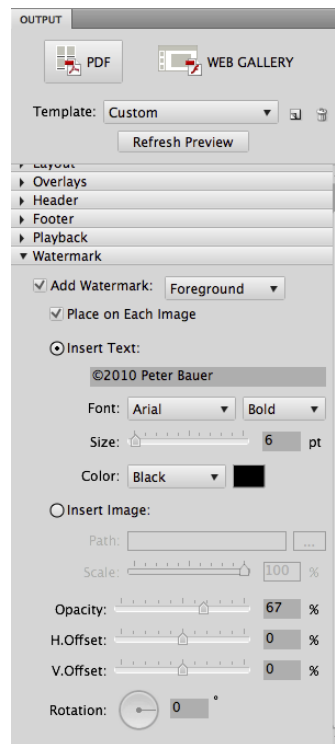 OUTPUT
PDF WEB GALLERY
Template: Custom
Refresh Preview
Layout
Overlays
Header
Footer
Playback
Watermark
Add Watermark: Foreground
Place on Each Image
Insert Text:
©2010 Peter Bauer
Font: Arial Bold
Size: 6 pt
Color: Black
Insert Image:
Path: ...
Scale: 100 %
Opacity: 67 %
H.Offset: 0 %
V.Offset: 0 %
Rotation: 0 °